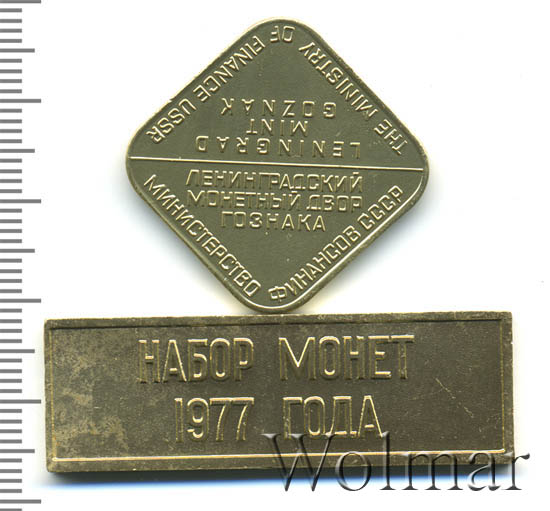 THE MINISTRY OF FINANCE USSR
LENINGRAD
MINT
GOZNAK
ЛЕНИНГРАДСКИЙ
МОНЕТНЫЙ ДВОР
ГОЗНАКА
МИНИСТЕРСТВО ФИНАНСОВ СССР
НАБОР МОНЕТ
1977 ГОДА
Wolmar